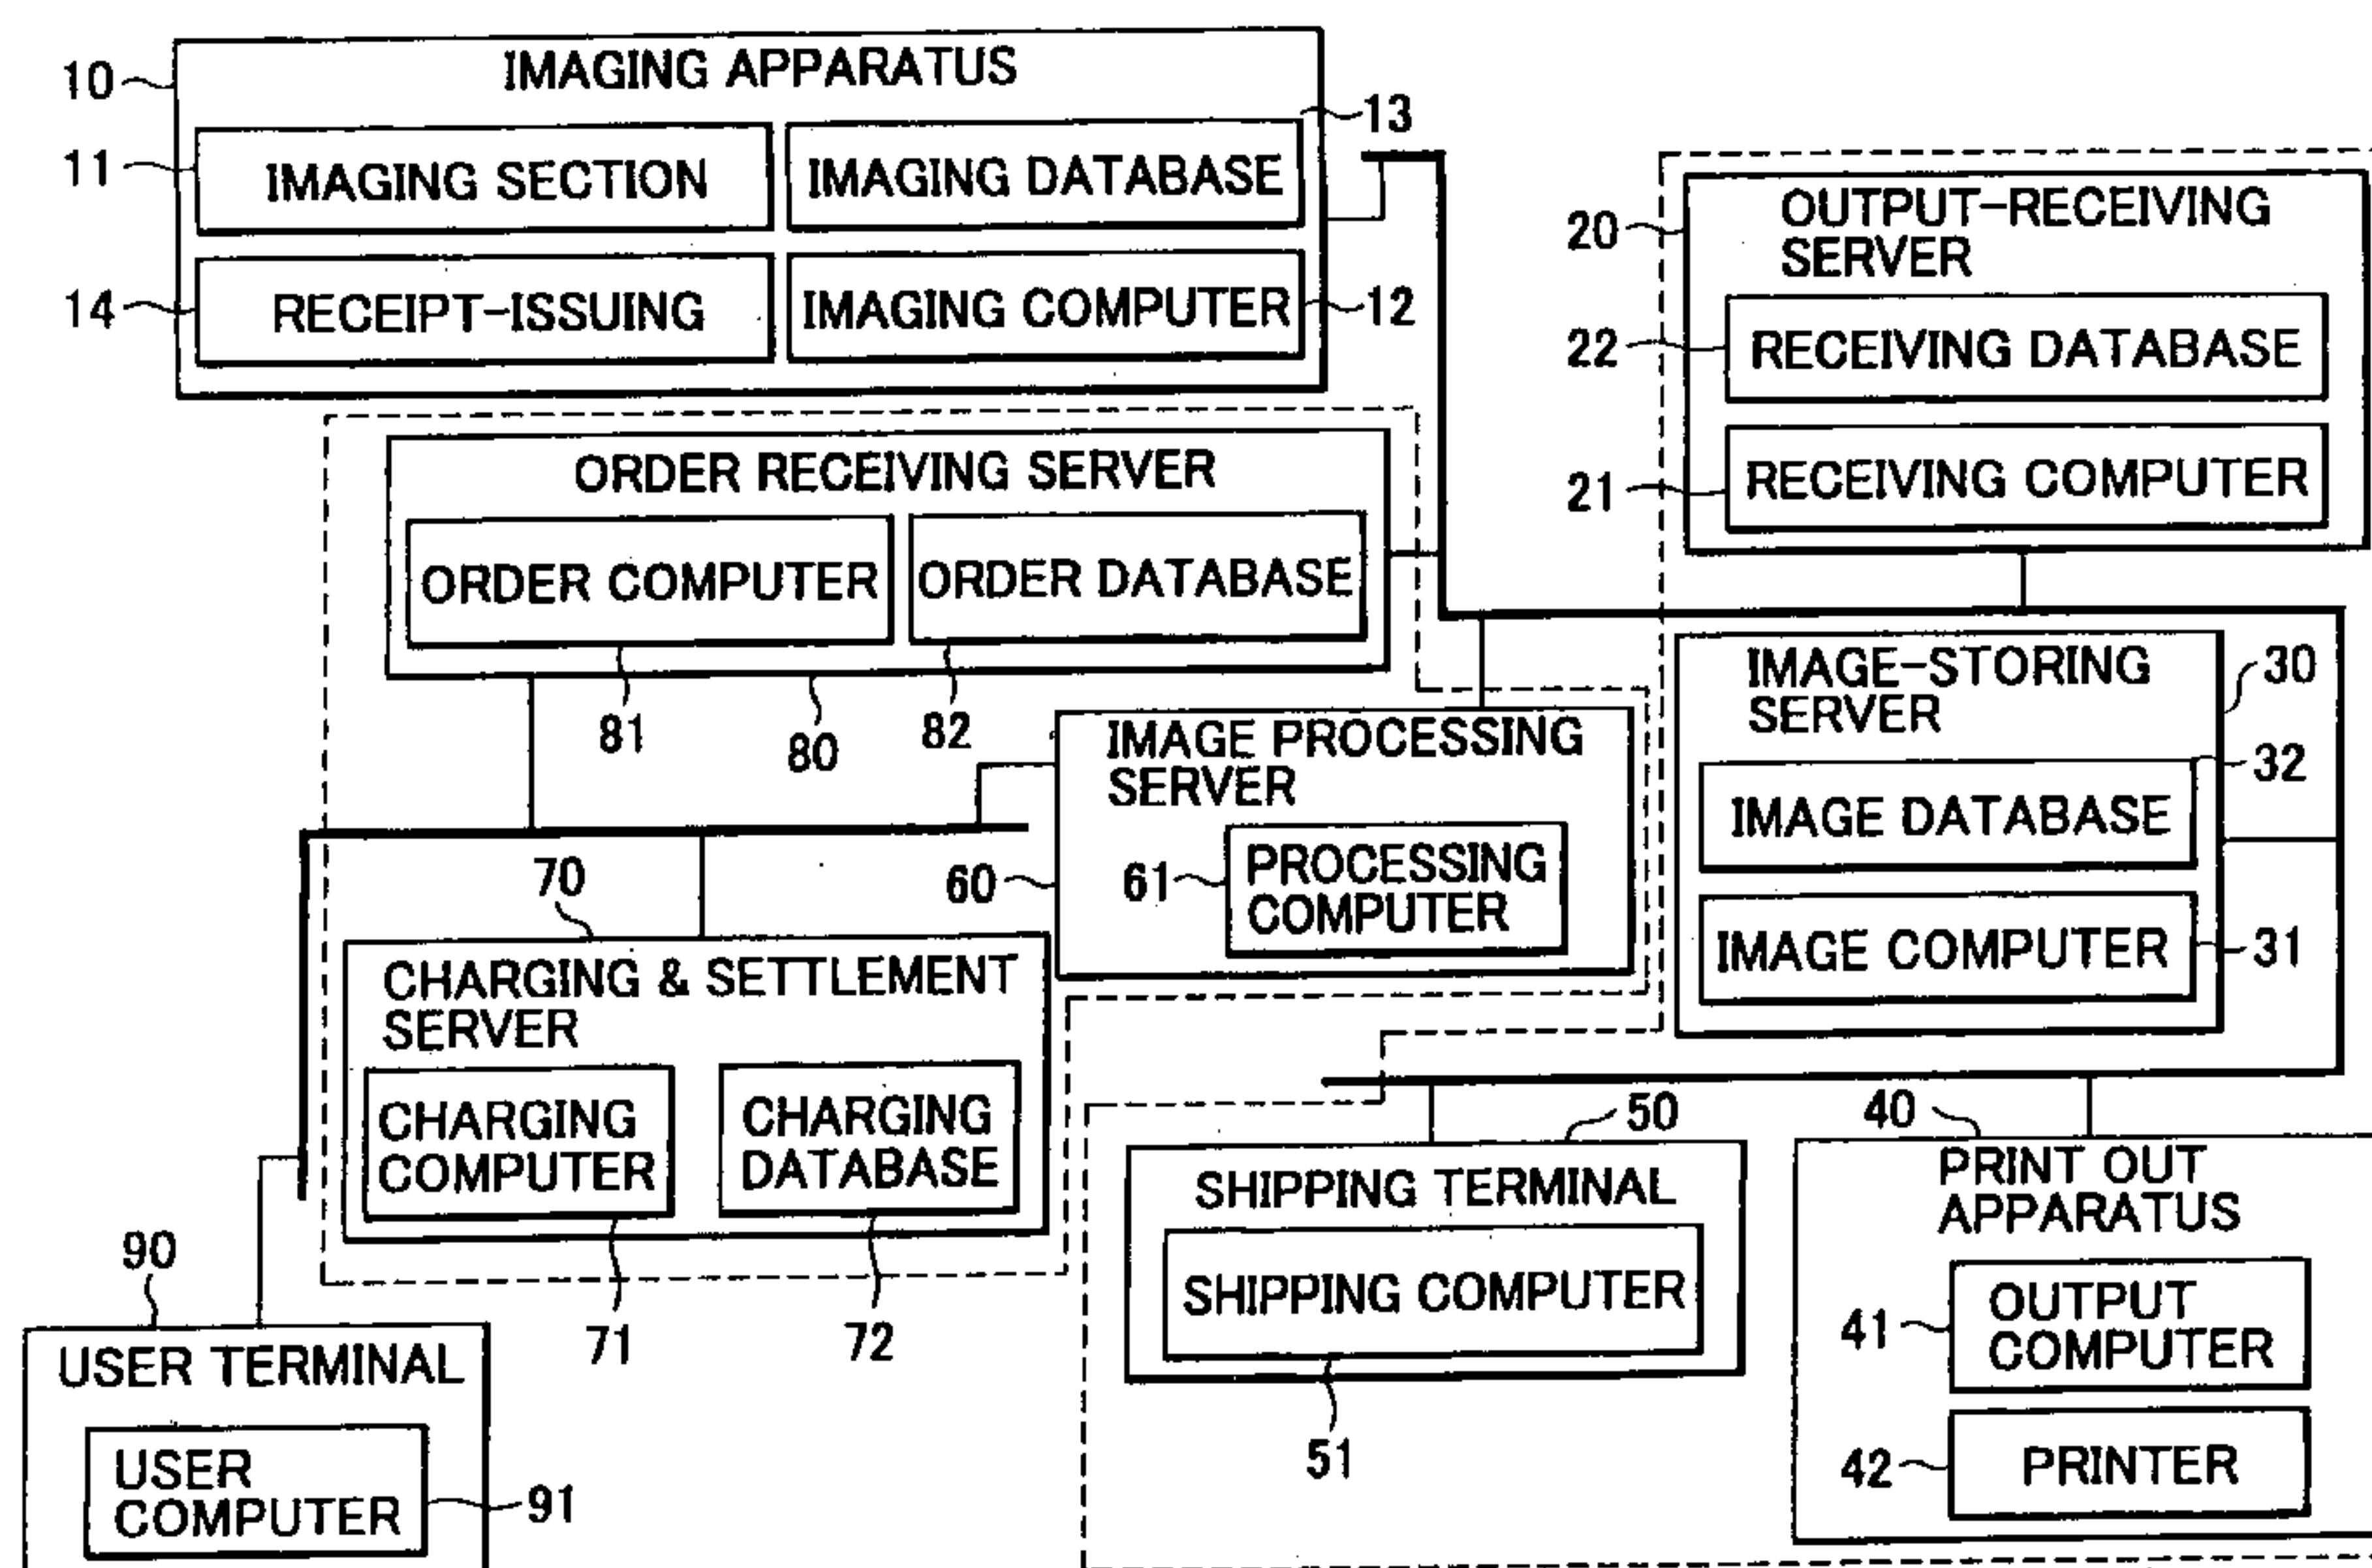 IMAGING APPARATUS
10
13
11
IMAGING SECTION
IMAGING DATABASE
14
RECEIPT-ISSUING
IMAGING COMPUTER
12
20
OUTPUT-RECEIVING
SERVER
22
RECEIVING DATABASE
21
RECEIVING COMPUTER
ORDER RECEIVING SERVER
ORDER COMPUTER
ORDER DATABASE
81
80
82
IMAGE PROCESSING
SERVER
60
61
PROCESSING
COMPUTER
IMAGE-STORING
SERVER
30
32
IMAGE DATABASE
IMAGE COMPUTER
31
70
CHARGING & SETTLEMENT
SERVER
CHARGING
COMPUTER
CHARGING
DATABASE
71
72
50
SHIPPING TERMINAL
SHIPPING COMPUTER
51
40
PRINT OUT
APPARATUS
41
OUTPUT
COMPUTER
42
PRINTER
90
USER TERMINAL
USER
COMPUTER
91